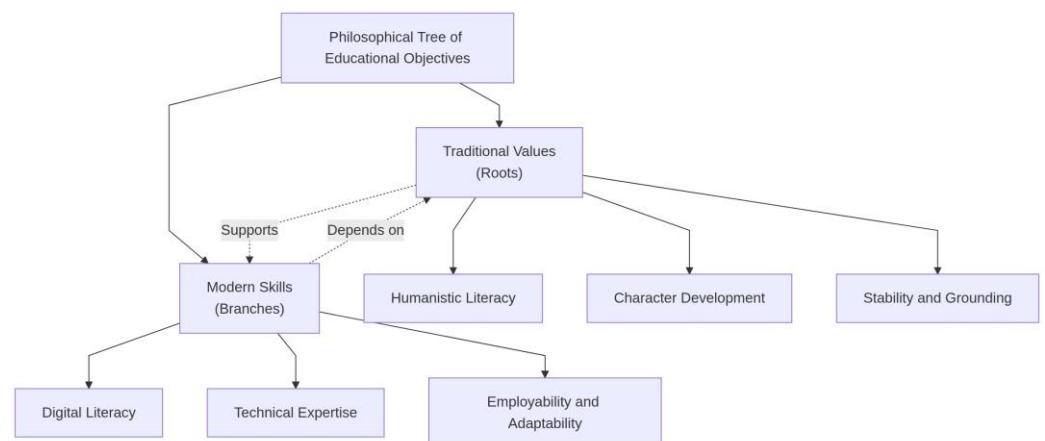 Philosophical Tree of
Educational Objectives
Traditional Values
(Roots)
Supports
Depends on
Modern Skills
(Branches)
Humanistic Literacy
Character Development
Stability and Grounding
Digital Literacy
Technical Expertise
Employability and
Adaptability